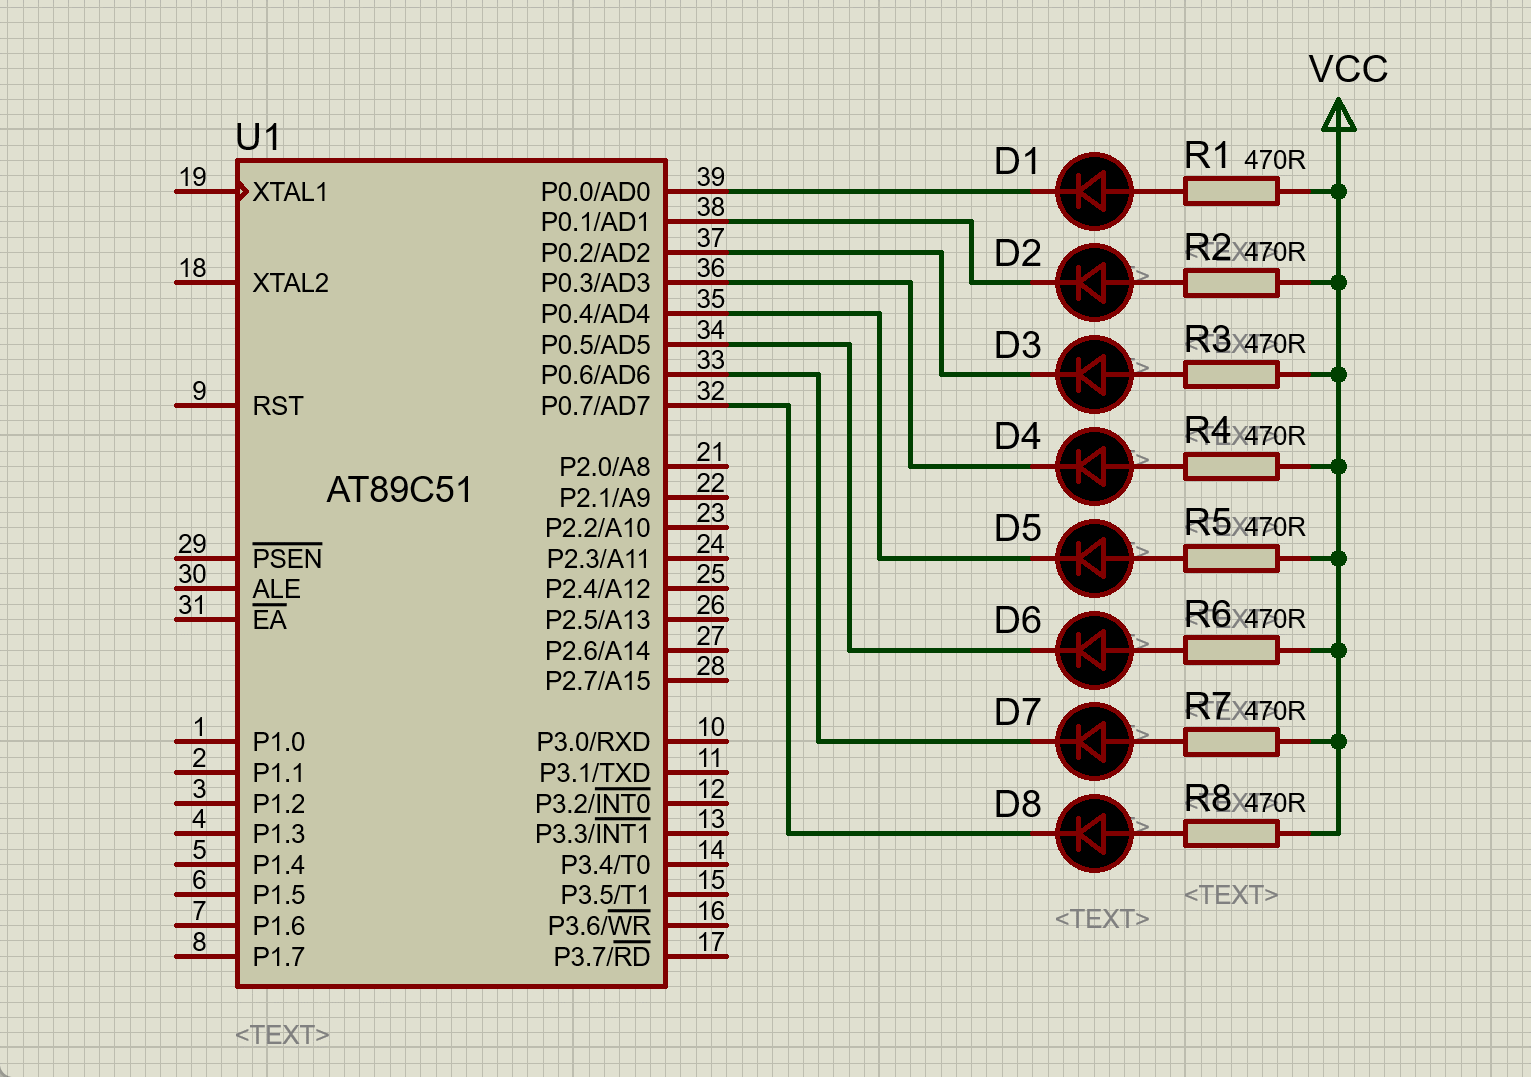 VCC
U1
19 XTAL1 P0.0/AD0 39
P0.1/AD1 38
P0.2/AD2 37
18 XTAL2 P0.3/AD3 36
P0.4/AD4 35
P0.5/AD5 34
P0.6/AD6 33
9 RST P0.7/AD7 32
P2.0/A8 21
AT89C51
P2.1/A9 22
P2.2/A10 23
29 PSEN P2.3/A11 24
30 ALE P2.4/A12 25
31 EA P2.5/A13 26
P2.6/A14 27
P2.7/A15 28
1 P1.0 P3.0/RXD 10
2 P1.1 P3.1/TXD 11
3 P1.2 P3.2/INT0 12
4 P1.3 P3.3/INT1 13
5 P1.4 P3.4/T0 14
6 P1.5 P3.5/T1 15
7 P1.6 P3.6/WR 16
8 P1.7 P3.7/RD 17
<TEXT>
D1 R1 470R
D2 R2 <TEXT> 470R
D3 R3 <TEXT> 470R
D4 R4 <TEXT> 470R
D5 R5 <TEXT> 470R
D6 R6 <TEXT> 470R
D7 R7 <TEXT> 470R
D8 R8 <TEXT> 470R
<TEXT>
<TEXT>